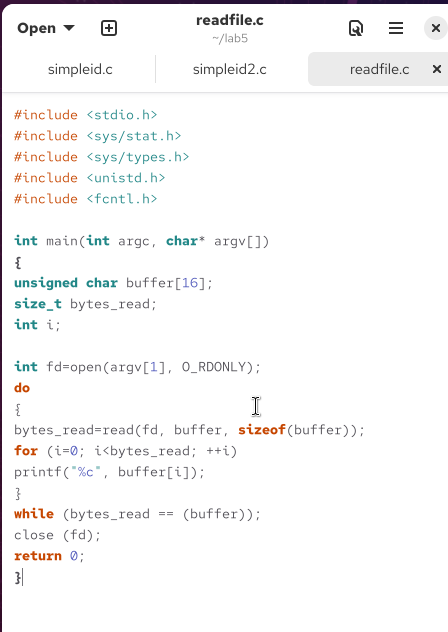 Open
readfile.c
~/lab5
simpleid.c
simpleid2.c
readfile.c
#include <stdio.h>
#include <sys/stat.h>
#include <sys/types.h>
#include <unistd.h>
#include <fcntl.h>
int main(int argc, char* argv[])
{
unsigned char buffer[16];
size_t bytes_read;
int i;
int fd=open(argv[1], O_RDONLY);
do
{
bytes_read=read(fd, buffer, sizeof(buffer));
for (i=0; i<bytes_read; ++i)
printf("%c", buffer[i]);
}
while (bytes_read == (buffer));
close (fd);
return 0;
}